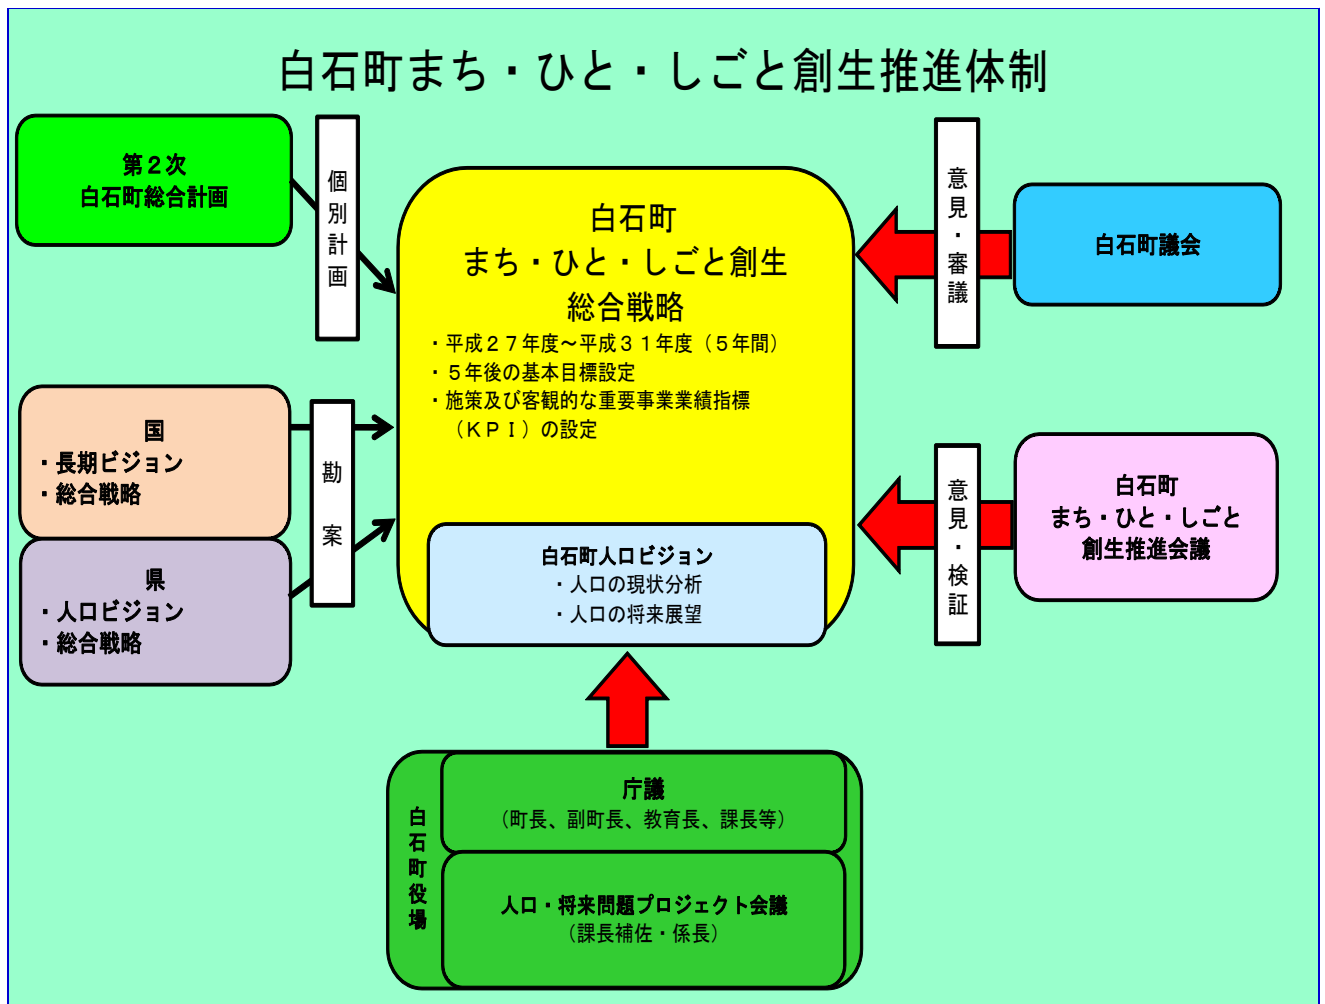 白石町まち・ひと・しごと創生推進体制
第２次
白石町総合計画
個別計画
国
・長期ビジョン
・総合戦略
県
・人口ビジョン
・総合戦略
勘案
白石町
まち・ひと・しごと創生
総合戦略
・平成２７年度～平成３１年度（５年間）
・５年後の基本目標設定
・施策及び客観的な重要事業業績指標
（ＫＰＩ）の設定
白石町人口ビジョン
・人口の現状分析
・人口の将来展望
意見・審議
白石町議会
意見・検証
白石町
まち・ひと・しごと
創生推進会議
白石町役場
庁議
（町長、副町長、教育長、課長等）
人口・将来問題プロジェクト会議
（課長補佐・係長）